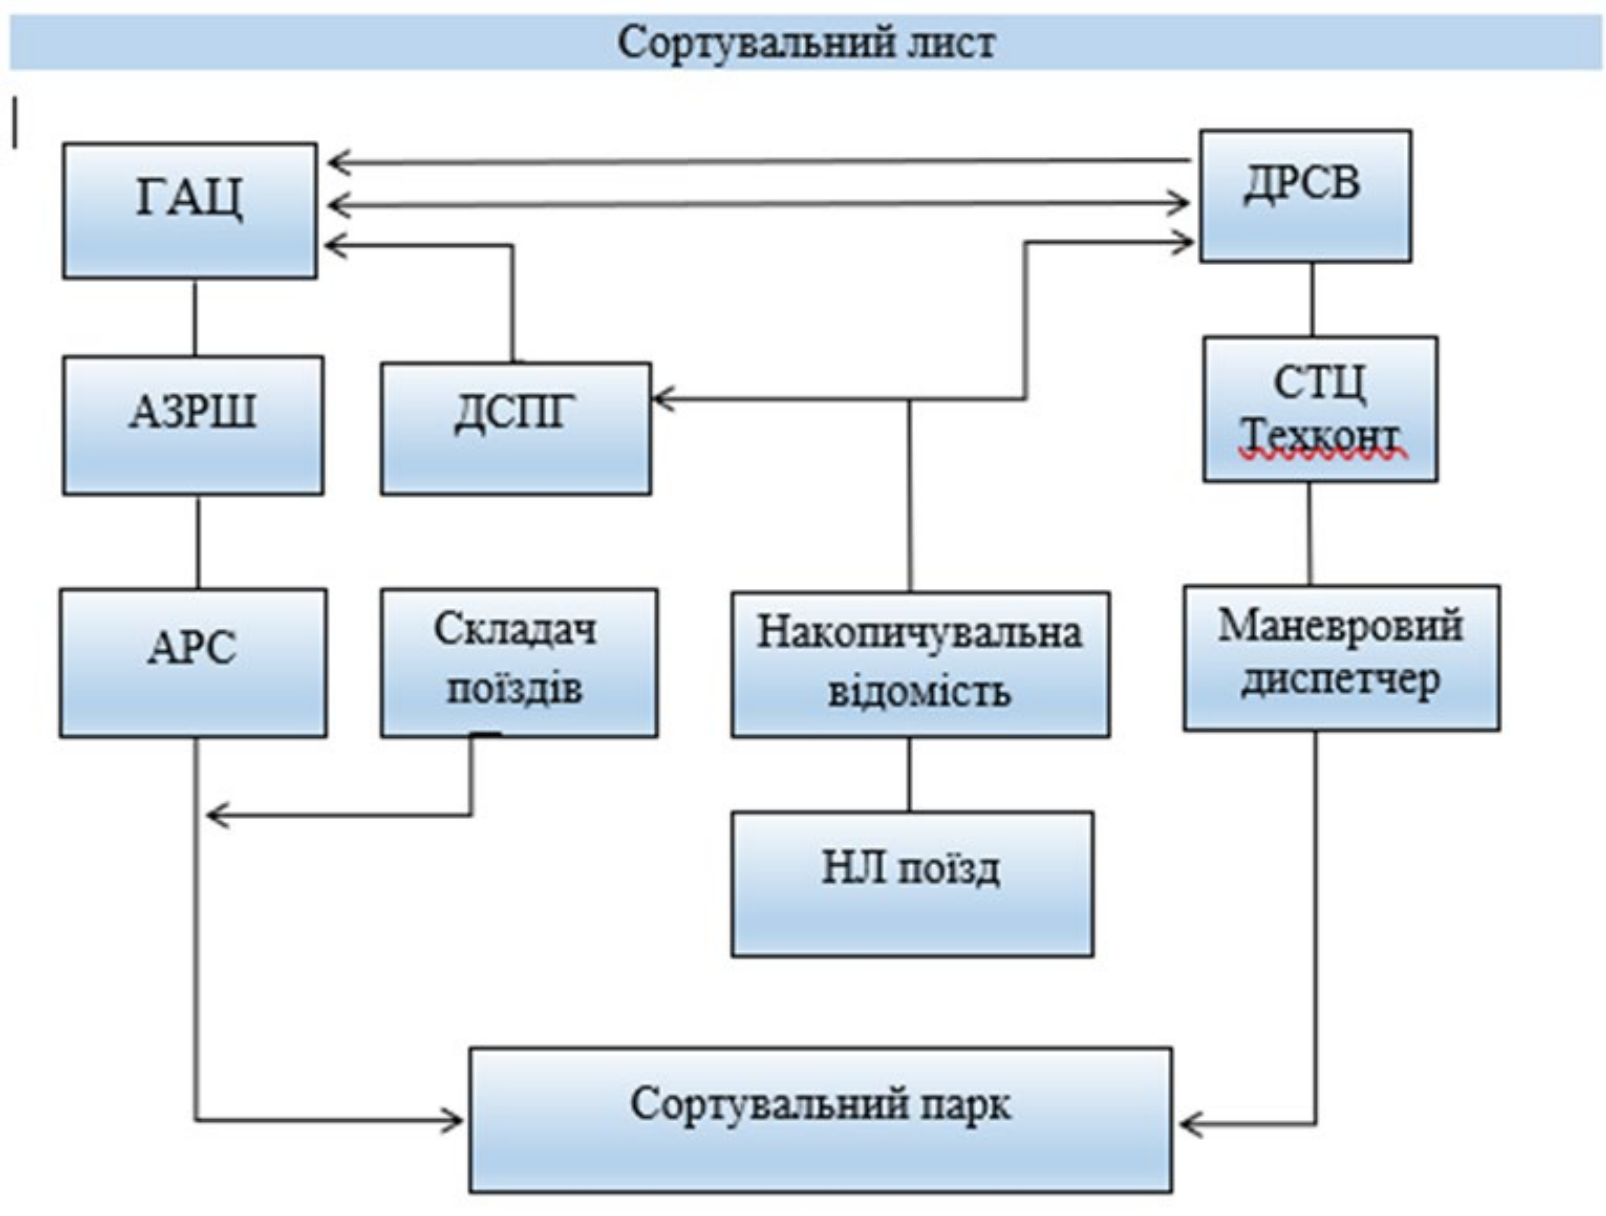 Сортувальний лист
ГАЦ
ДРСВ
АЗРШ
ДСПГ
СТЦ
Техконт
АРС
Складач
поїздів
Накопичувальна
відомість
Маневровий
диспетчер
НЛ поїзд
Сортувальний парк